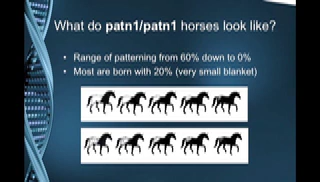 What do patn1/patn1 horses look like?
• Range of patterning from 60% down to 0%
• Most are born with 20% (very small blanket)